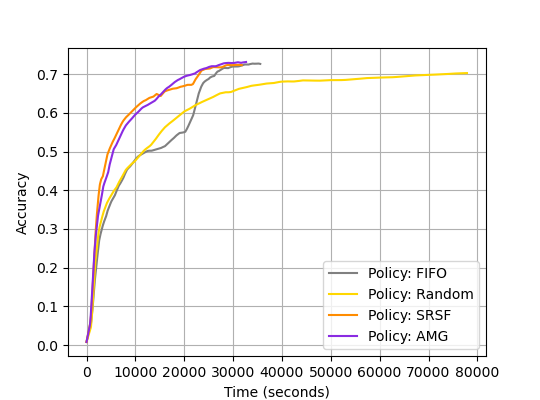 0.7
0.6
0.5
0.4
0.3
0.2
0.1
0.0
Accuracy
Policy: FIFO
Policy: Random
Policy: SRSF
Policy: AMG
0 10000 20000 30000 40000 50000 60000 70000 80000
Time (seconds)